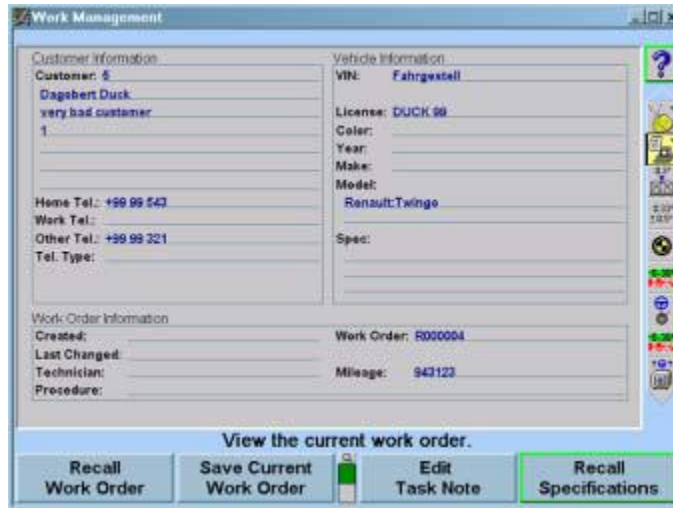 Work Management
Customer Information
Customer: 5
Dagobert Duck
very bad customer
1
Home Tel.: +99 99 543
Work Tel.:
Other Tel.: +99 99 321
Tel. Type:
Vehicle Information
VIN: Fahrgestell
License: DUCK 99
Color:
Year:
Make:
Model:
Renault:Twingo
Spec:
Work Order Information
Created:
Last Changed:
Technician:
Procedure:
Work Order: R000004
Mileage: 943123
View the current work order.
Recall
Work Order
Save Current
Work Order
Edit
Task Note
Recall
Specifications